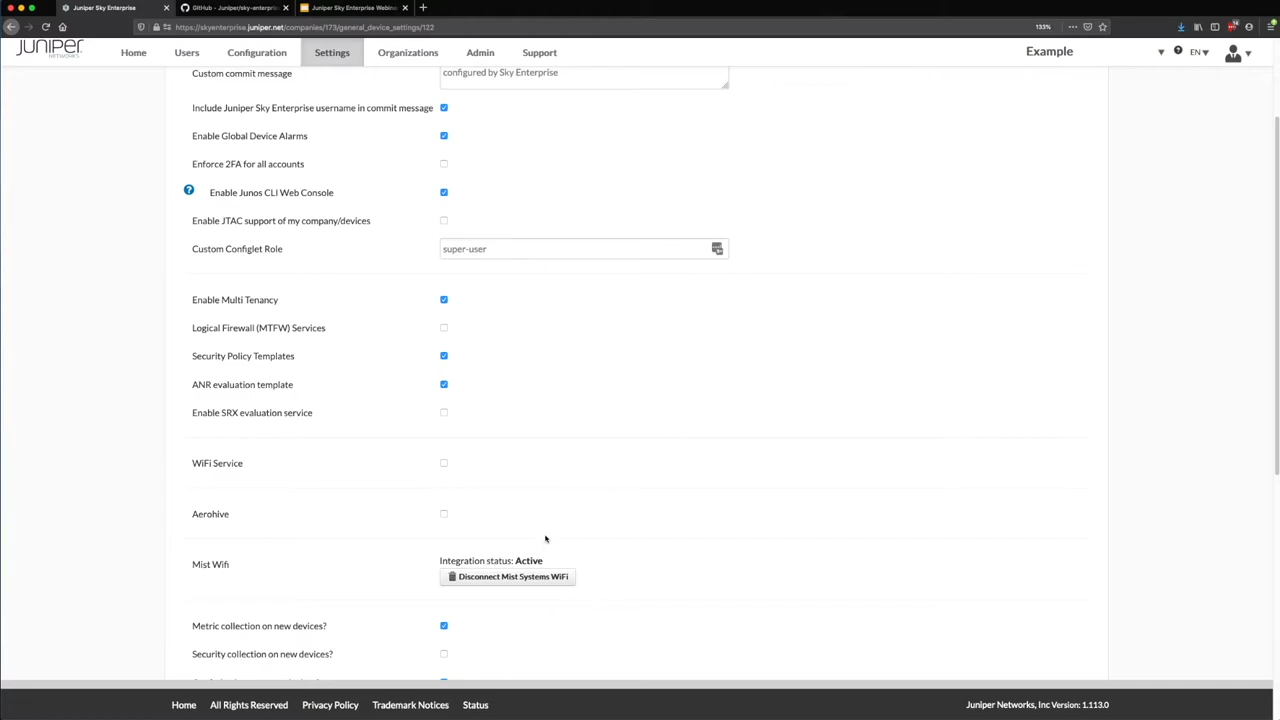 Juniper Sky Enterprise
GitHub - Juniper/sky-enterpris
Juniper Sky Enterprise Webina
https://skyenterprise.juniper.net/companies/173/general_device_settings/122
133%
JUNIPER
NETWORKS
Home Users Configuration Settings Organizations Admin Support Example EN
Custom commit message configured by Sky Enterprise
Include Juniper Sky Enterprise username in commit message
Enable Global Device Alarms
Enforce 2FA for all accounts
Enable Junos CLI Web Console
Enable JTAC support of my company/devices
Custom Configlet Role super-user
Enable Multi Tenancy
Logical Firewall (MTFW) Services
Security Policy Templates
ANR evaluation template
Enable SRX evaluation service
WiFi Service
Aerohive
Mist Wifi Integration status: Active
Disconnect Mist Systems WiFi
Metric collection on new devices?
Security collection on new devices?
Home All Rights Reserved Privacy Policy Trademark Notices Status Juniper Networks, Inc Version: 1.113.0